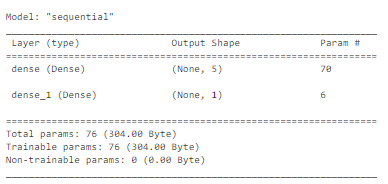 Model: "sequential"
_________________________________________________________________
Layer (type) Output Shape Param #
=================================================================
dense (Dense) (None, 5) 70
dense_1 (Dense) (None, 1) 6
=================================================================
Total params: 76 (304.00 Byte)
Trainable params: 76 (304.00 Byte)
Non-trainable params: 0 (0.00 Byte)
_________________________________________________________________